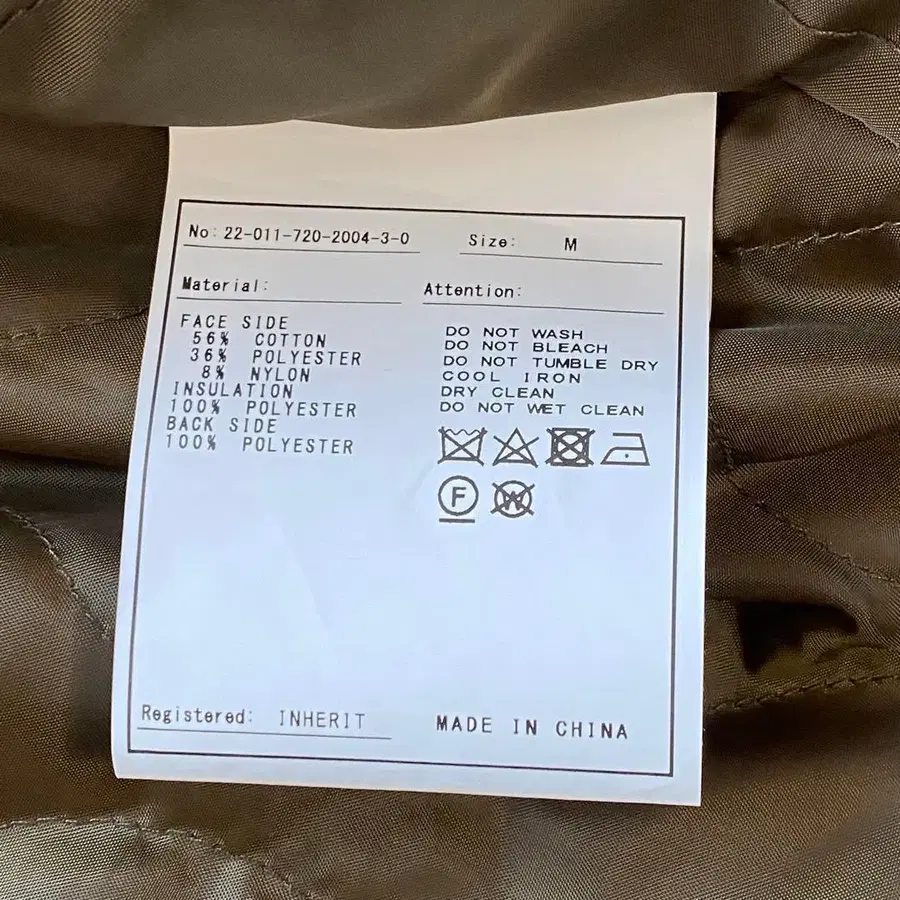 No: 22-011-720-2004-3-0
Size: M
Material:
FACE SIDE
56% COTTON
36% POLYESTER
8% NYLON
INSULATION
100% POLYESTER
BACK SIDE
100% POLYESTER
Attention:
DO NOT WASH
DO NOT BLEACH
DO NOT TUMBLE DRY
COOL IRON
DRY CLEAN
DO NOT WET CLEAN
F W
Registered: INHERIT
MADE IN CHINA